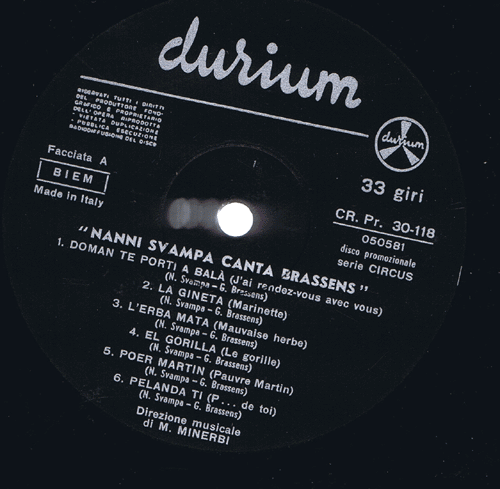 durium
RISERVATI TUTTI I DIRITTI
DEL PRODUTTORE FONO-
GRAFICO E PROPRIETARIO
DELL'OPERA RIPRODOTTA
- VIETATA DUPLICAZIONE
- PUBBLICA ESECUZIONE
RADIODIFFUSIONE DEL DISCO
durium
Facciata A
BIEM
Made in Italy
33 giri
CR. Pr. 30-118
050581
disco promozionale
serie CIRCUS
"NANNI SVAMPA CANTA BRASSENS"
1. DOMAN TE PORTI A BALÀ (J'ai rendez-vous avec vous)
(N. Svampa - G. Brassens)
2. LA GINETA (Marinette)
(N. Svampa - G. Brassens)
3. L'ERBA MATA (Mauvaise herbe)
(N. Svampa - G. Brassens)
4. EL GORILLA (Le gorille)
(N. Svampa - G. Brassens)
5. POER MARTIN (Pauvre Martin)
(N. Svampa - G. Brassens)
6. PELANDA TI (P... de toi)
(N. Svampa - G. Brassens)
Direzione musicale
di M. MINERBI